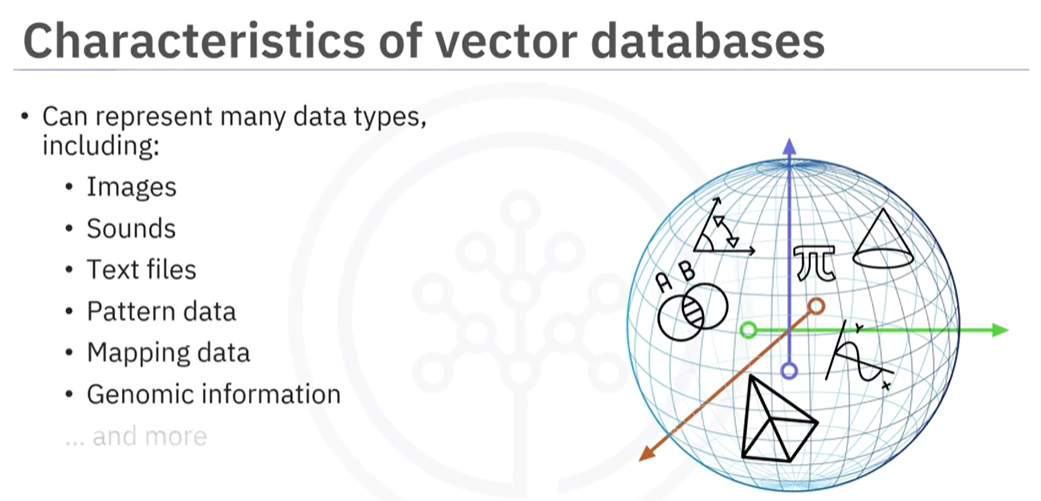 Characteristics of vector databases
• Can represent many data types,
including:
• Images
• Sounds
• Text files
• Pattern data
• Mapping data
• Genomic information
... and more
A B
π
Y
x